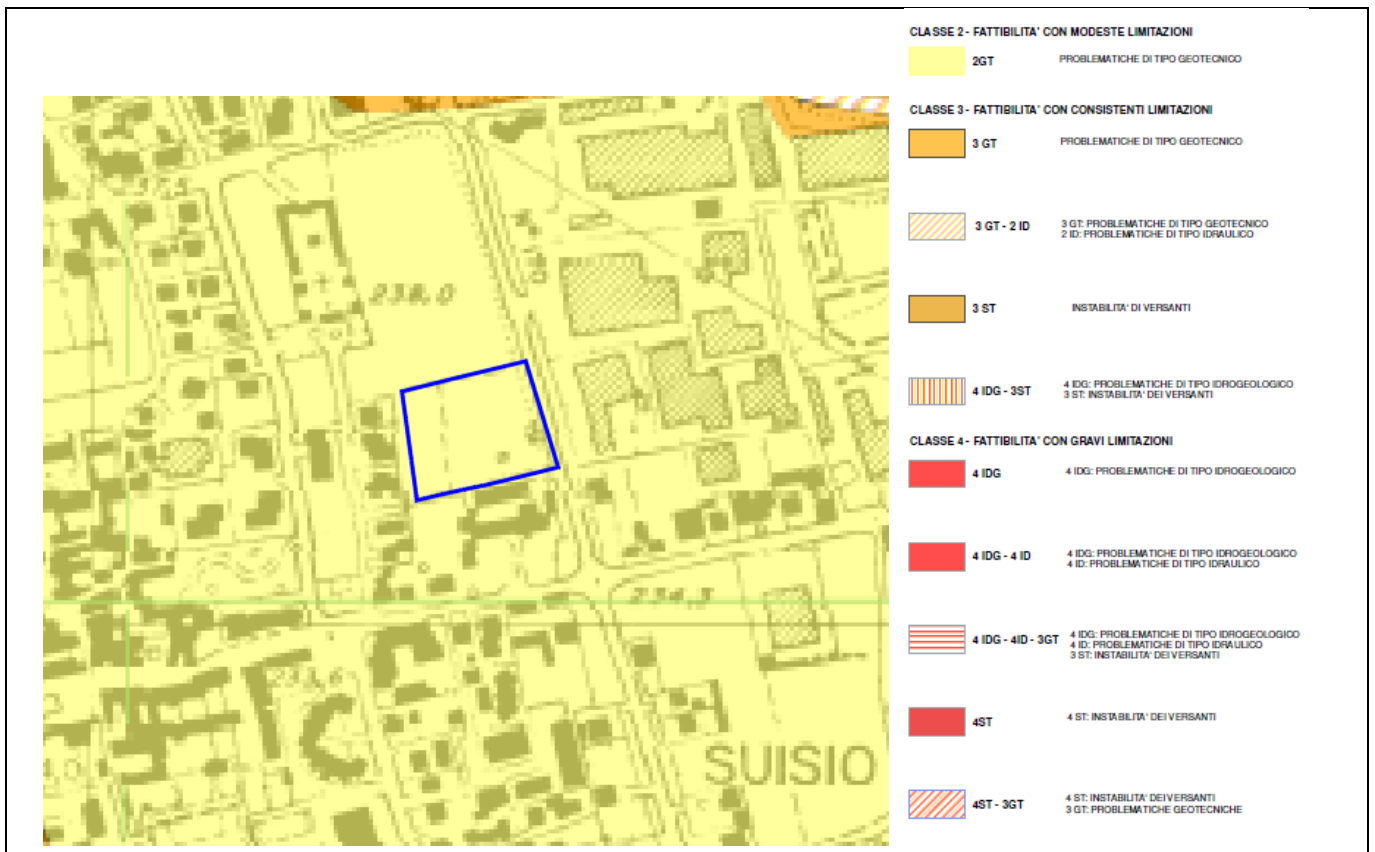 CLASSE 2 - FATTIBILITA' CON MODESTE LIMITAZIONI
2GT PROBLEMATICHE DI TIPO GEOTECNICO
CLASSE 3 - FATTIBILITA' CON CONSISTENTI LIMITAZIONI
3 GT PROBLEMATICHE DI TIPO GEOTECNICO
3 GT - 2 ID 3 GT: PROBLEMATICHE DI TIPO GEOTECNICO
2 ID: PROBLEMATICHE DI TIPO IDRAULICO
3 ST INSTABILITA' DI VERSANTI
4 IDG - 3ST 4 IDG: PROBLEMATICHE DI TIPO IDROGEOLOGICO
3 ST: INSTABILITA' DEI VERSANTI
CLASSE 4 - FATTIBILITA' CON GRAVI LIMITAZIONI
4 IDG 4 IDG: PROBLEMATICHE DI TIPO IDROGEOLOGICO
4 IDG - 4 ID 4 IDG: PROBLEMATICHE DI TIPO IDROGEOLOGICO
4 ID: PROBLEMATICHE DI TIPO IDRAULICO
4 IDG - 4ID - 3GT 4 IDG: PROBLEMATICHE DI TIPO IDROGEOLOGICO
4 ID: PROBLEMATICHE DI TIPO IDRAULICO
3 ST: INSTABILITA' DEI VERSANTI
4ST 4 ST: INSTABILITA' DEI VERSANTI
4ST - 3GT 4 ST: INSTABILITA' DEI VERSANTI
3 GT: PROBLEMATICHE GEOTECNICHE
238,0
234,3
SUISIO